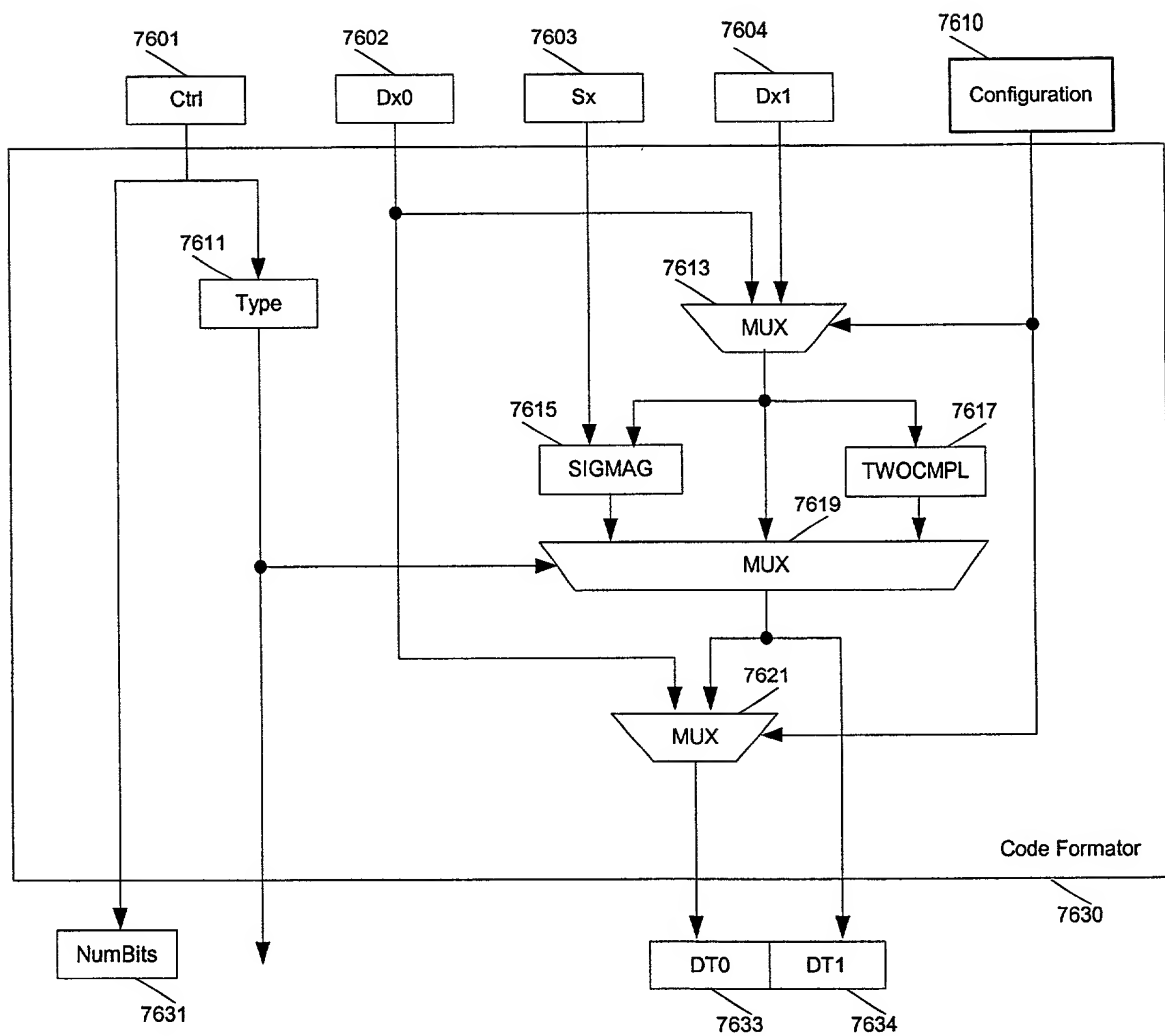 7601
7602
7603
7604
7610
Ctrl
Dx0
Sx
Dx1
Configuration
7611
Type
7613
MUX
7615
SIGMAG
7617
TWOCMPL
7619
MUX
7621
MUX
Code Formator
7630
NumBits
7631
DT0
DT1
7633
7634